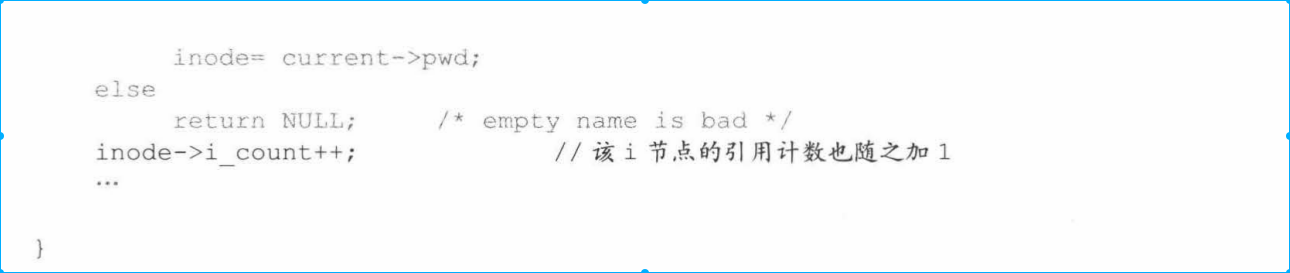 inode= current->pwd;
else
return NULL; /* empty name is bad */
inode->i_count++; //该i节点的引用计数也随之加1
…
}